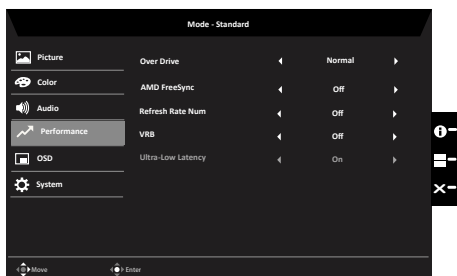 Mode - Standard
Picture
Color
Audio
Performance
OSD
System
Over Drive Normal
AMD FreeSync Off
Refresh Rate Num Off
VRB Off
Ultra-Low Latency On
Move Enter